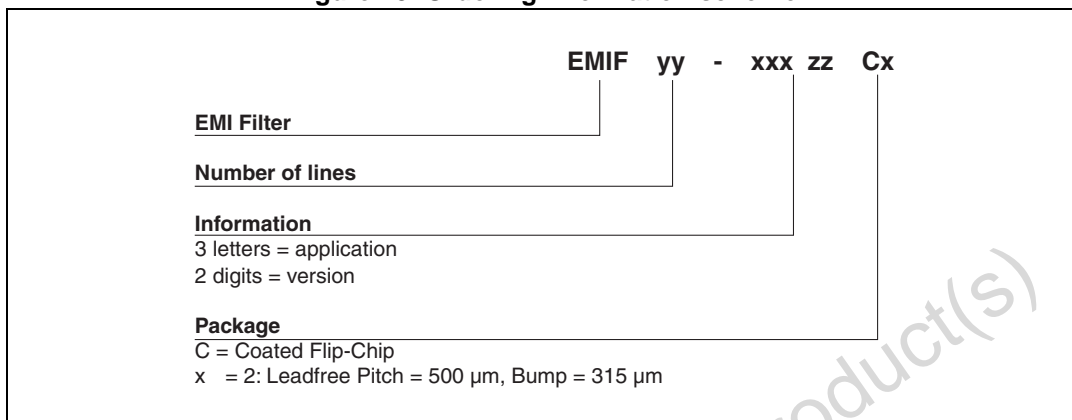 EMIF yy - xxx zz Cx
EMI Filter
Number of lines
Information
3 letters = application
2 digits = version
Package
C = Coated Flip-Chip
x = 2: Leadfree Pitch = 500 µm, Bump = 315 µm